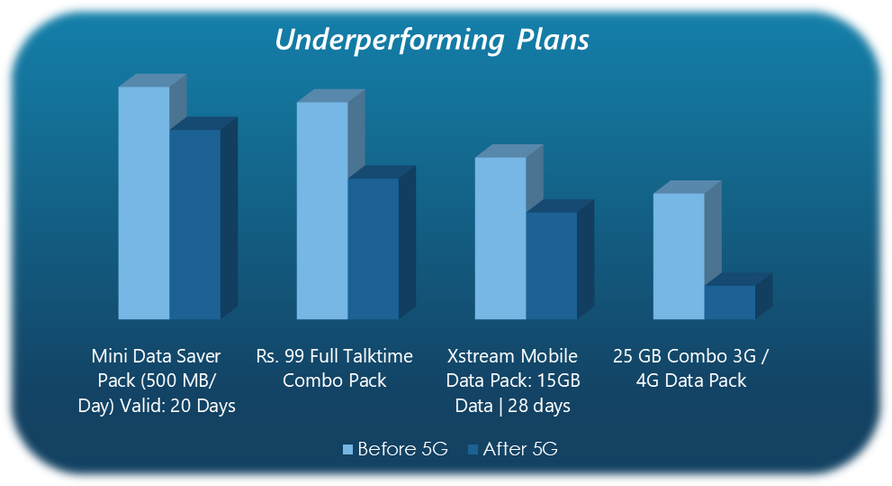 Underperforming Plans
Mini Data Saver
Pack (500 MB/
Day) Valid: 20 Days
Rs. 99 Full Talktime
Combo Pack
Xstream Mobile
Data Pack: 15GB
Data | 28 days
25 GB Combo 3G /
4G Data Pack
Before 5G
After 5G